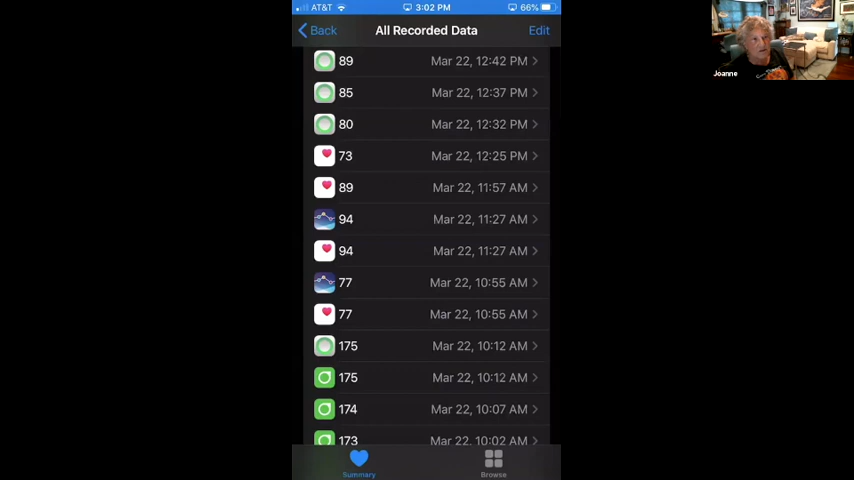 AT&T 3:02 PM 66%
Back All Recorded Data Edit
89 Mar 22, 12:42 PM
85 Mar 22, 12:37 PM
80 Mar 22, 12:32 PM
73 Mar 22, 12:25 PM
89 Mar 22, 11:57 AM
94 Mar 22, 11:27 AM
94 Mar 22, 11:27 AM
77 Mar 22, 10:55 AM
77 Mar 22, 10:55 AM
175 Mar 22, 10:12 AM
175 Mar 22, 10:12 AM
174 Mar 22, 10:07 AM
173 Mar 22, 10:02 AM
Summary Browse
Joanne